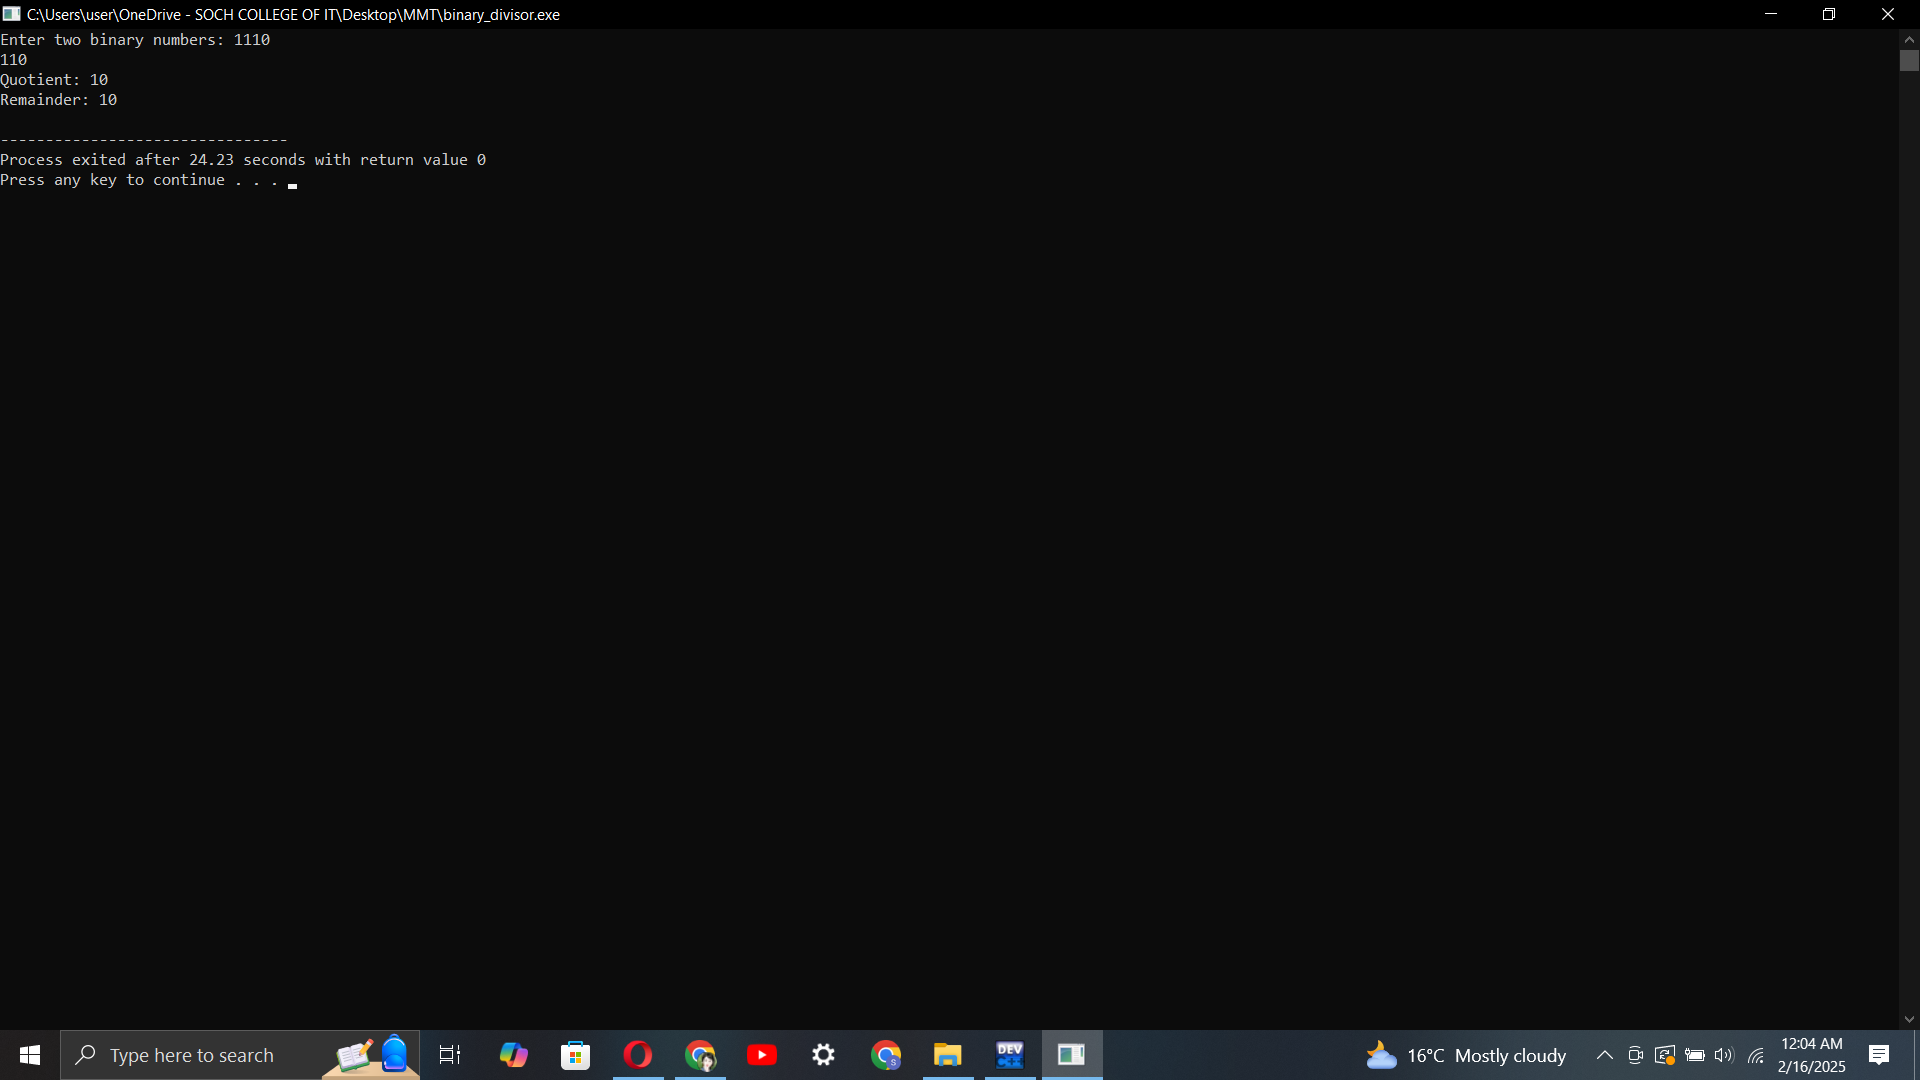 C:\Users\user\OneDrive - SOCH COLLEGE OF IT\Desktop\MMT\binary_divisor.exe
Enter two binary numbers: 1110
110
Quotient: 10
Remainder: 10
--------------------------------
Process exited after 24.23 seconds with return value 0
Press any key to continue . . .
Type here to search
DEV C++
16°C Mostly cloudy
12:04 AM
2/16/2025